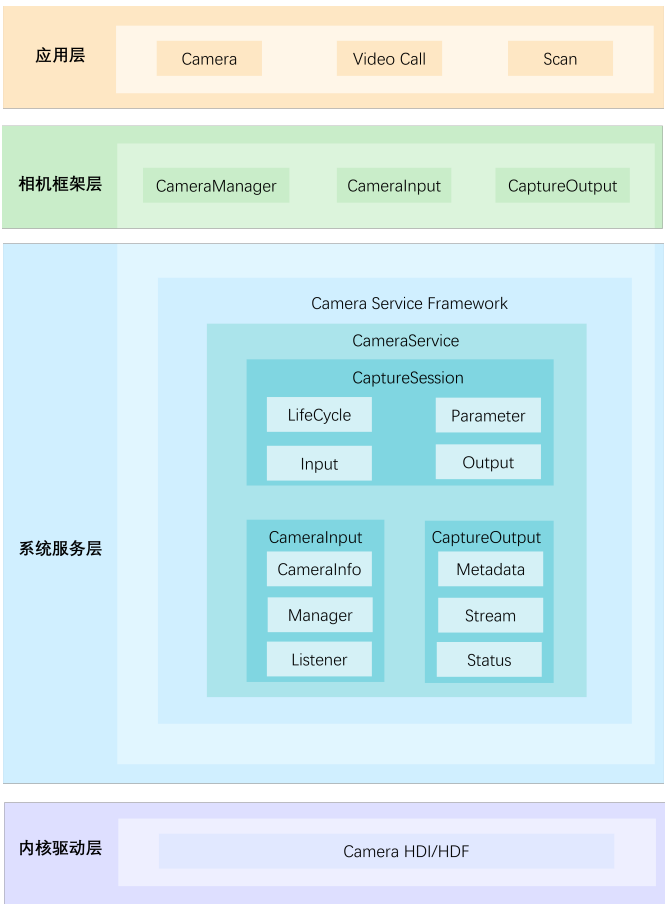 应用层
Camera
Video Call
Scan
相机框架层
CameraManager
CameraInput
CaptureOutput
系统服务层
Camera Service Framework
CameraService
CaptureSession
LifeCycle
Parameter
Input
Output
CameraInput
CameraInfo
Manager
Listener
CaptureOutput
Metadata
Stream
Status
内核驱动层
Camera HDI/HDF